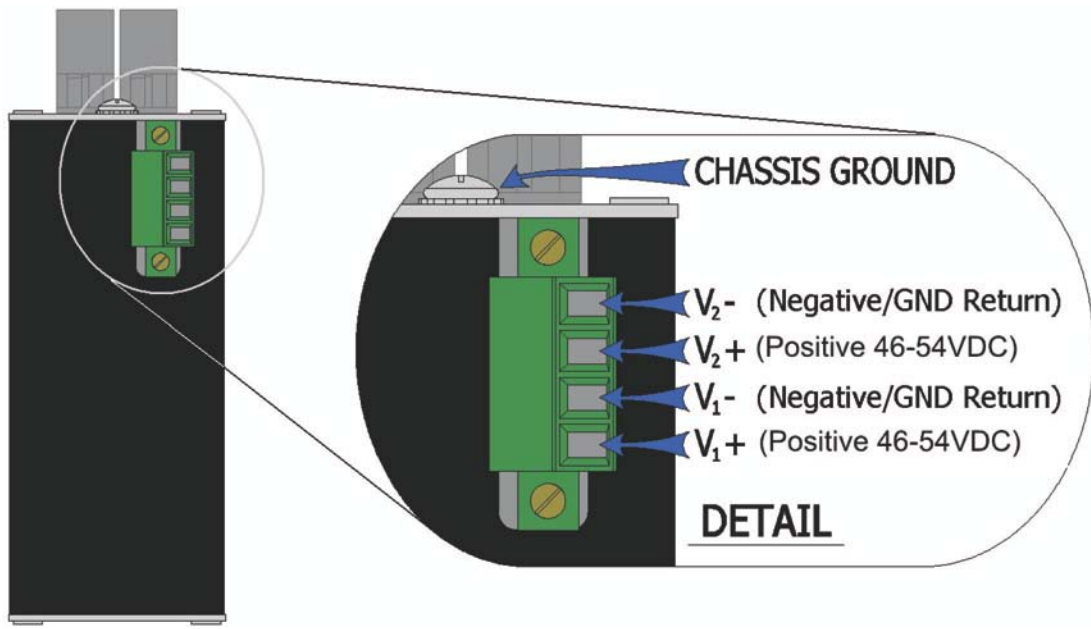 CHASSIS GROUND
V₂- (Negative/GND Return)
V₂+ (Positive 46-54VDC)
V₁- (Negative/GND Return)
V₁+ (Positive 46-54VDC)
DETAIL